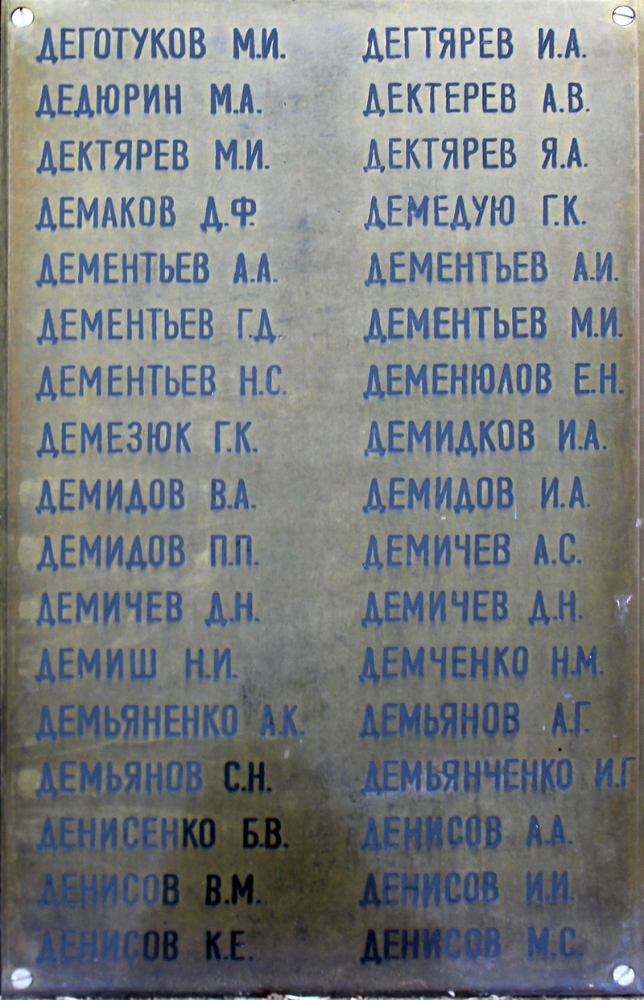 ДЕГОТУКОВ М.И. ДЕГТЯРЕВ И.А.
ДЕДЮРИН М.А. ДЕКТЕРЕВ А.В.
ДЕКТЯРЕВ М.И. ДЕКТЯРЕВ Я.А.
ДЕМАКОВ Д.Ф. ДЕМЕДУЮ Г.К.
ДЕМЕНТЬЕВ А.А. ДЕМЕНТЬЕВ А.И.
ДЕМЕНТЬЕВ Г.Д. ДЕМЕНТЬЕВ М.И.
ДЕМЕНТЬЕВ Н.С. ДЕМЕНЮЛОВ Е.Н.
ДЕМЕЗЮК Г.К. ДЕМИДКОВ И.А.
ДЕМИДОВ В.А. ДЕМИДОВ И.А.
ДЕМИДОВ П.П. ДЕМИЧЕВ А.С.
ДЕМИЧЕВ Д.Н. ДЕМИЧЕВ Д.Н.
ДЕМИШ Н.И. ДЕМЧЕНКО Н.М.
ДЕМЬЯНЕНКО А.К. ДЕМЬЯНОВ А.Г.
ДЕМЬЯНОВ С.Н. ДЕМЬЯНЧЕНКО И.Г
ДЕНИСЕНКО Б.В. ДЕНИСОВ А.А.
ДЕНИСОВ В.М. ДЕНИСОВ И.И.
ДЕНИСОВ К.Е. ДЕНИСОВ М.С.